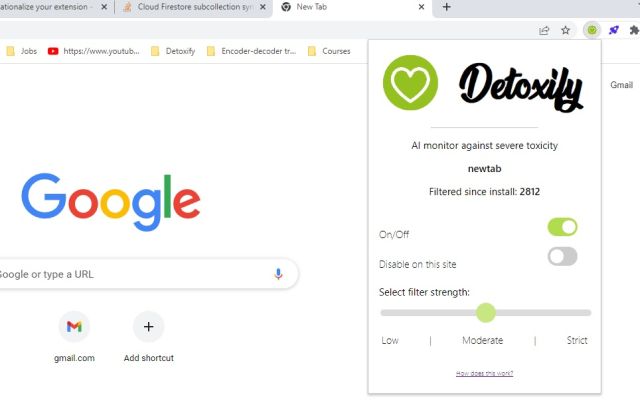 ationalize your extension -
Cloud Firestore subcollection syn
New Tab
Jobs
https://www.youtub...
Detoxify
Encoder-decoder tr...
Courses
Gmail
Google
Google or type a URL
gmail.com
Add shortcut
Detoxify
AI monitor against severe toxicity
newtab
Filtered since install: 2812
On/Off
Disable on this site
Select filter strength:
Low | Moderate | Strict
How does this work?